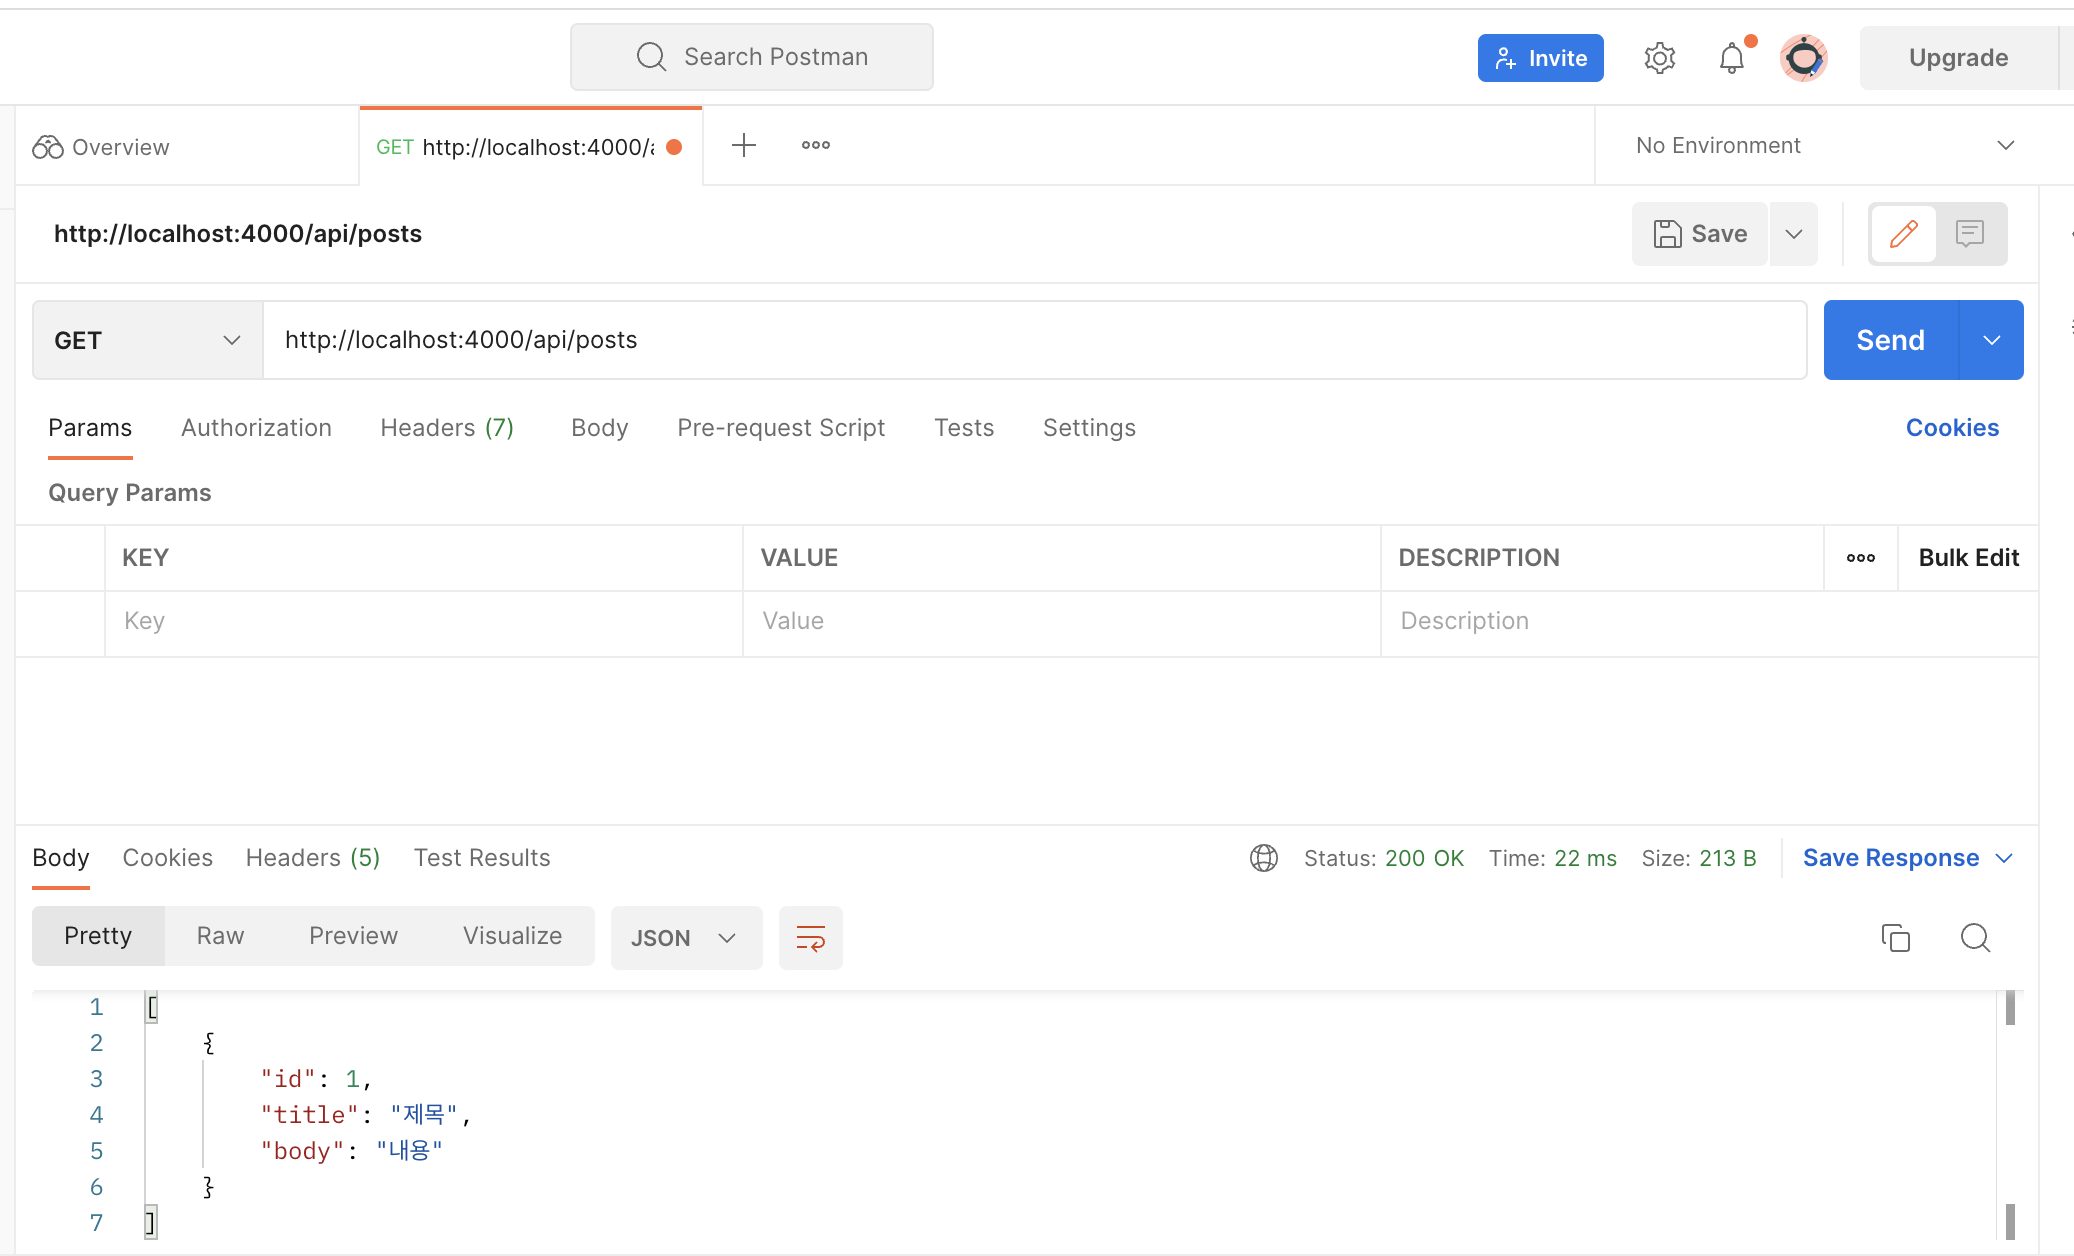 Search Postman
Invite
Upgrade
Overview
GET http://localhost:4000/
No Environment
http://localhost:4000/api/posts
Save
GET
http://localhost:4000/api/posts
Send
Params Authorization Headers (7) Body Pre-request Script Tests Settings Cookies
Query Params
KEY VALUE DESCRIPTION Bulk Edit
Key Value Description
Body Cookies Headers (5) Test Results Status: 200 OK Time: 22 ms Size: 213 B Save Response
Pretty Raw Preview Visualize JSON
1 [
2 {
3 "id": 1,
4 "title": "제목",
5 "body": "내용"
6 }
7 ]